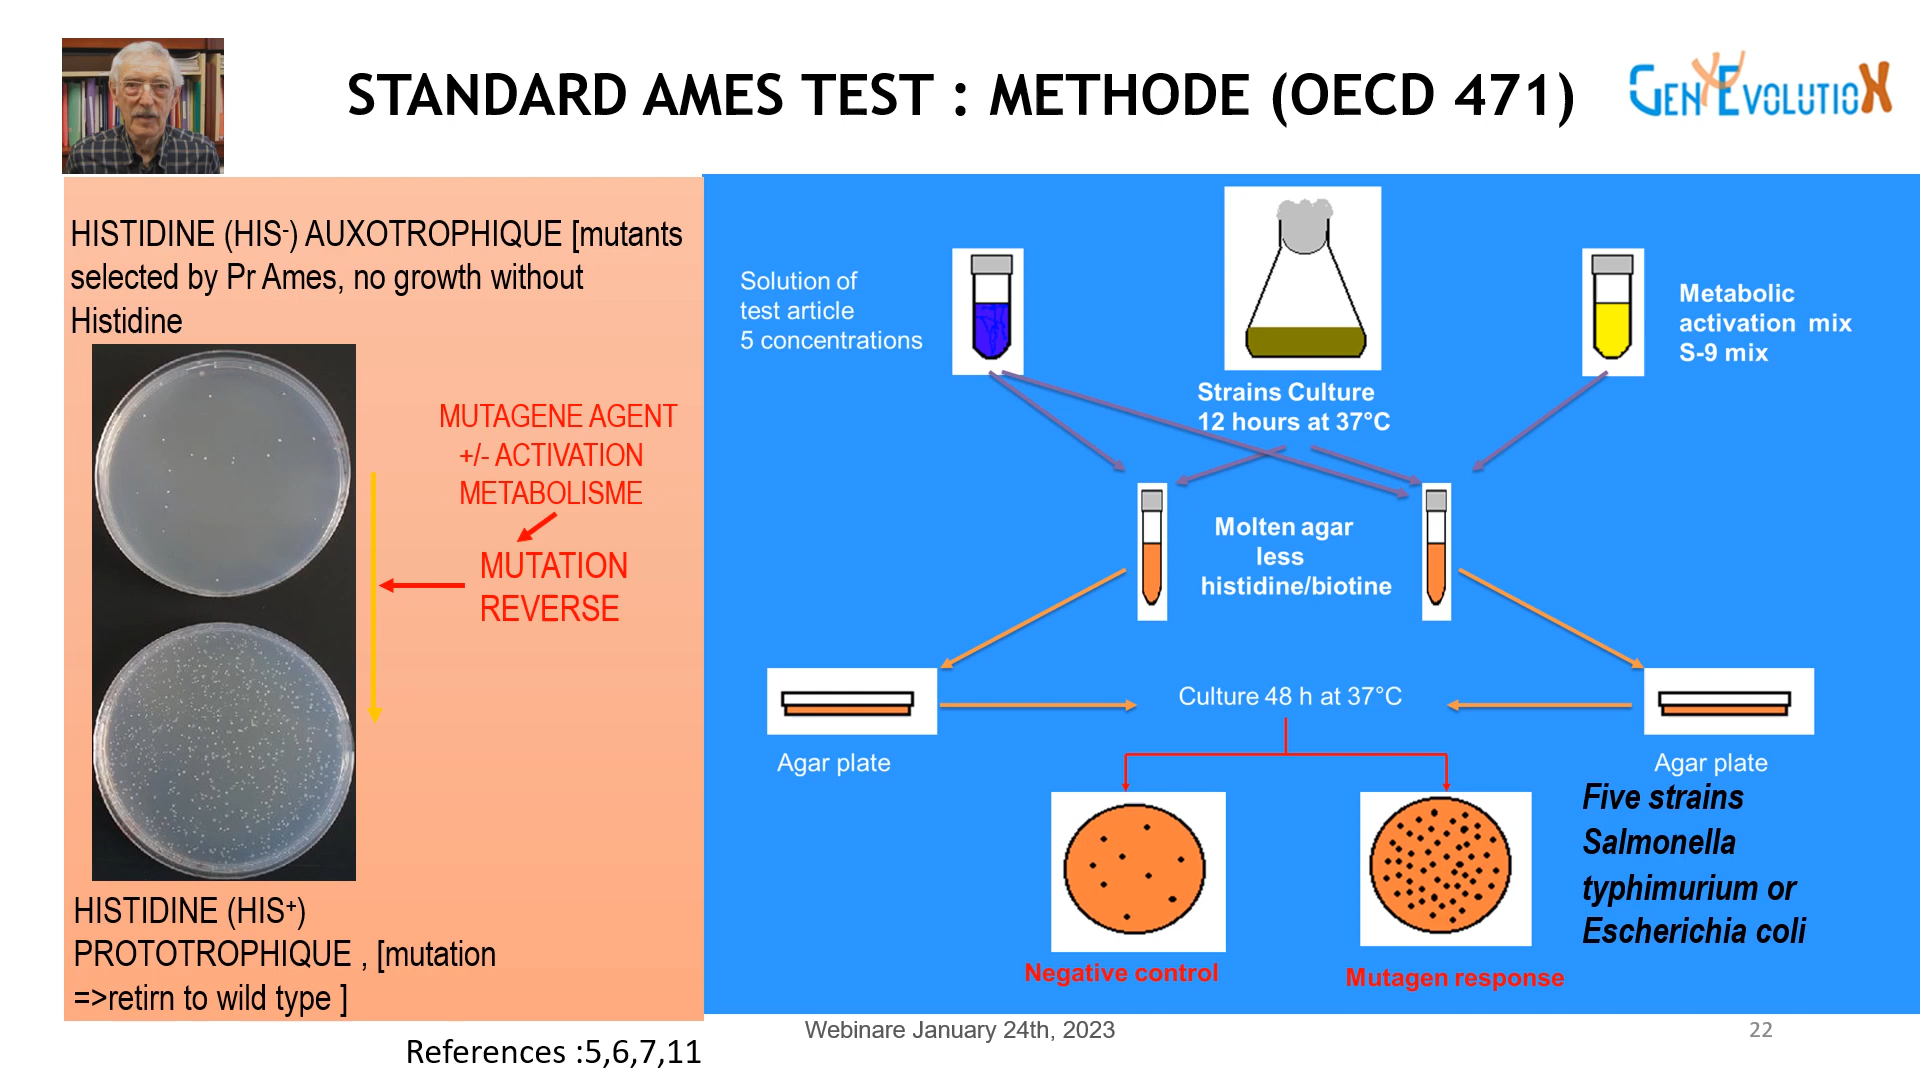 STANDARD AMES TEST : METHODE (OECD 471)
GENEVOLUTION
HISTIDINE (HIS-) AUXOTROPHIQUE [mutants
selected by Pr Ames, no growth without
Histidine
MUTAGENE AGENT
+/- ACTIVATION
METABOLISME
MUTATION
REVERSE
HISTIDINE (HIS+)
PROTOTROPHIQUE , [mutation
=>retirn to wild type ]
References :5,6,7,11
Solution of
test article
5 concentrations
Strains Culture
12 hours at 37°C
Metabolic
activation mix
S-9 mix
Molten agar
less
histidine/biotine
Culture 48 h at 37°C
Agar plate
Agar plate
Five strains
Salmonella
typhimurium or
Escherichia coli
Negative control
Mutagen response
Webinare January 24th, 2023
22